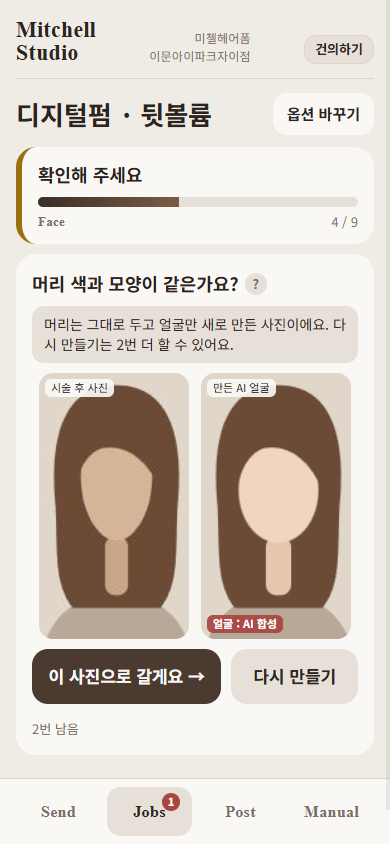 Mitchell
Studio
미첼헤어폼
이문아이파크자이점
건의하기
디지털펌 · 뒷볼륨
옵션 바꾸기
확인해 주세요
Face
4 / 9
머리 색과 모양이 같은가요? ?
머리는 그대로 두고 얼굴만 새로 만든 사진이에요. 다
시 만들기는 2번 더 할 수 있어요.
시술 후 사진
만든 AI 얼굴
얼굴 : AI 합성
이 사진으로 갈게요 →
다시 만들기
2번 남음
Send
Jobs
1
Post
Manual